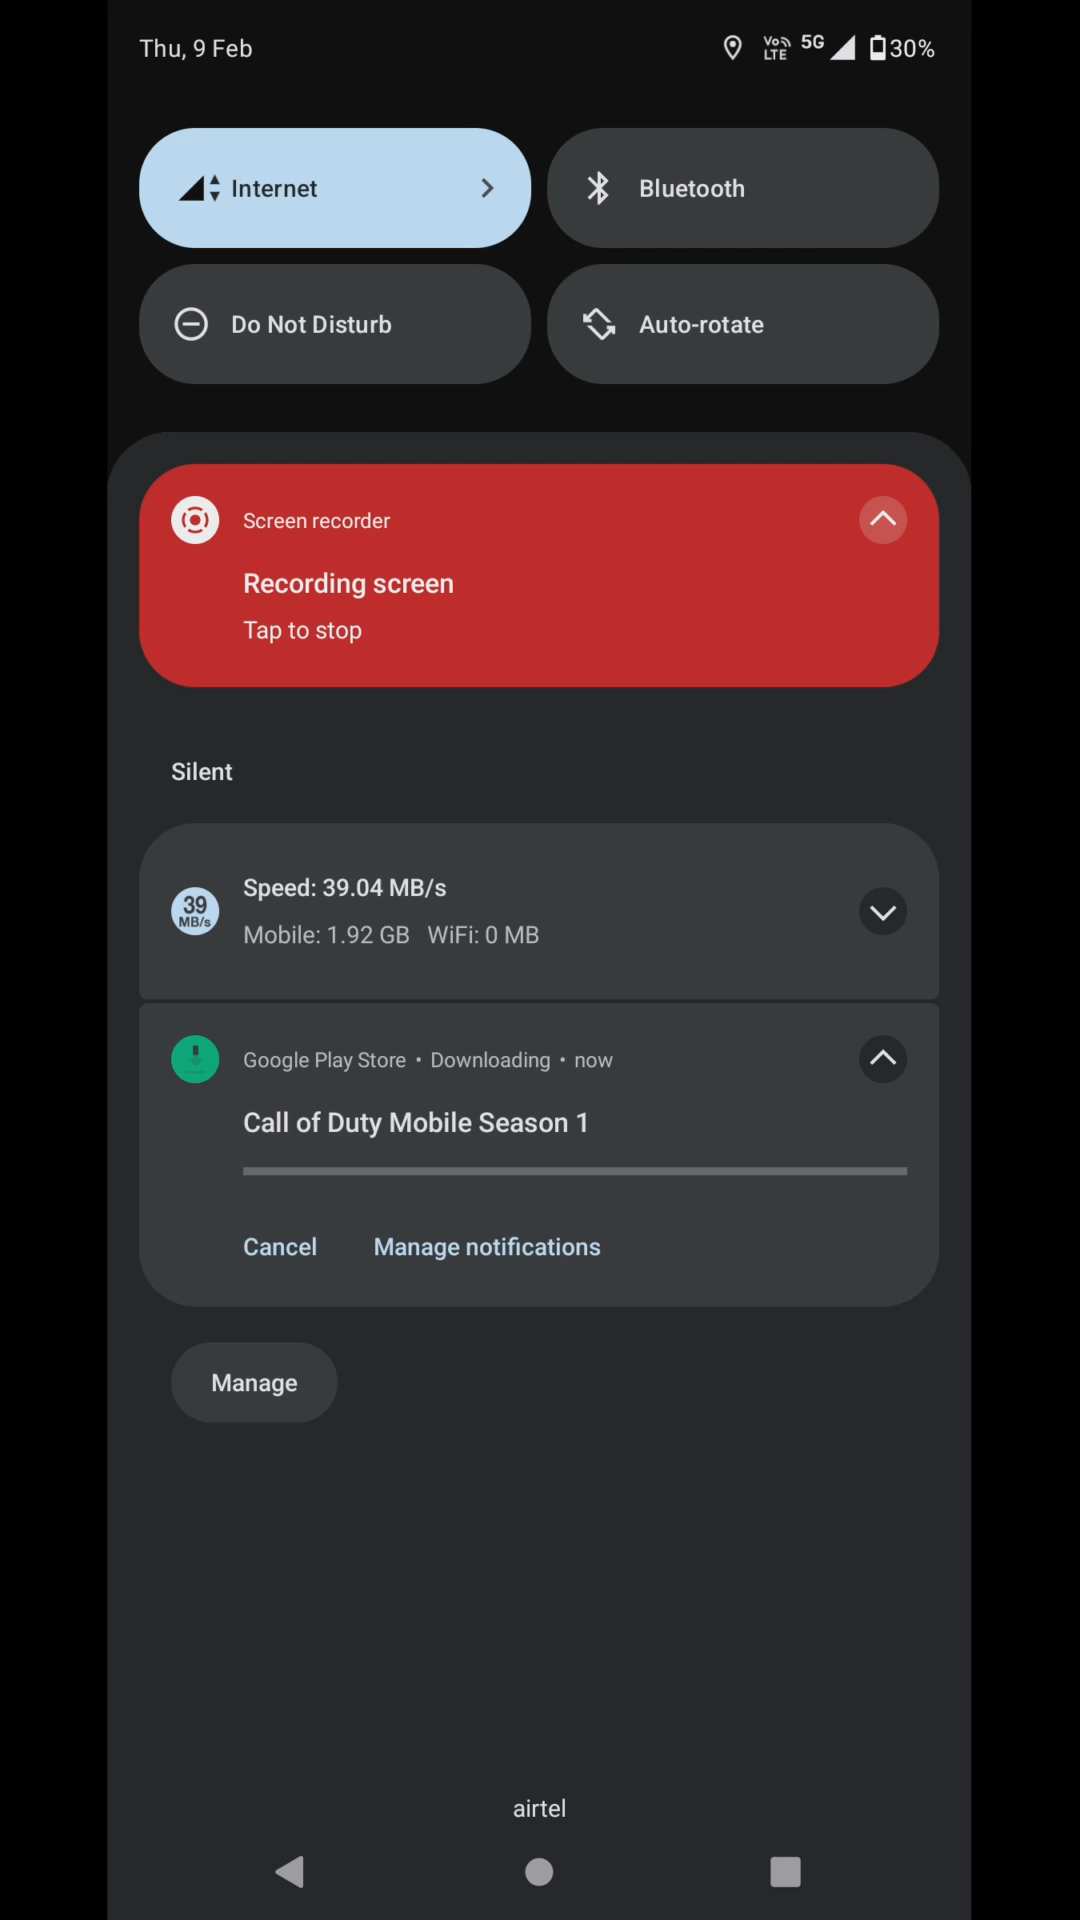 Thu, 9 Feb
Vo LTE 5G 30%
Internet
Bluetooth
Do Not Disturb
Auto-rotate
Screen recorder
Recording screen
Tap to stop
Silent
39 MB/s
Speed: 39.04 MB/s
Mobile: 1.92 GB WiFi: 0 MB
Google Play Store • Downloading • now
Call of Duty Mobile Season 1
Cancel Manage notifications
Manage
airtel